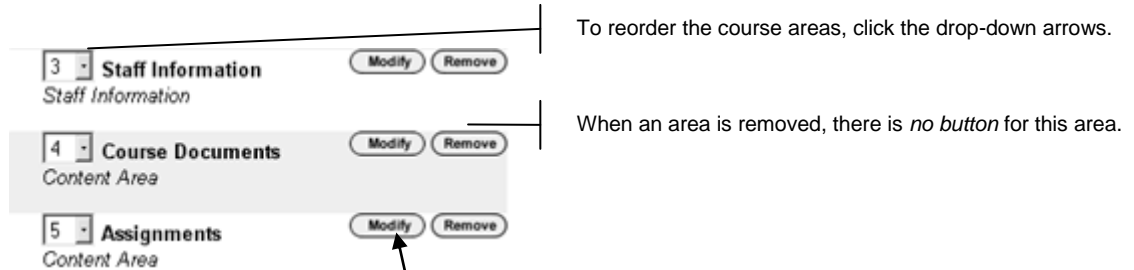 To reorder the course areas, click the drop-down arrows.
3 Staff Information Modify Remove
Staff Information
When an area is removed, there is no button for this area.
4 Course Documents Modify Remove
Content Area
5 Assignments Modify Remove
Content Area